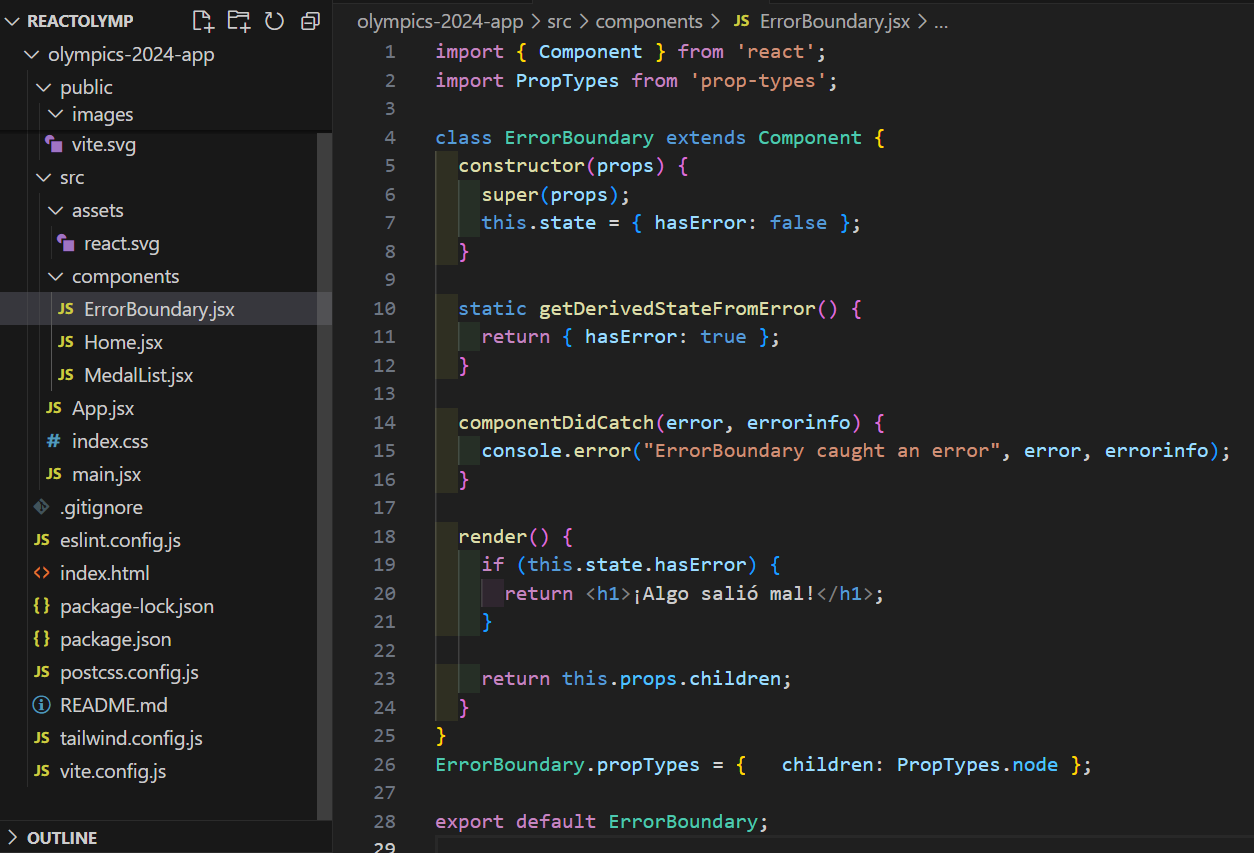 REACTOLYMP
olympics-2024-app
public
images
vite.svg
src
assets
react.svg
components
JS ErrorBoundary.jsx
JS Home.jsx
JS MedalList.jsx
JS App.jsx
# index.css
JS main.jsx
.gitignore
JS eslint.config.js
<> index.html
{} package-lock.json
{} package.json
JS postcss.config.js
README.md
JS tailwind.config.js
JS vite.config.js
OUTLINE
olympics-2024-app > src > components > JS ErrorBoundary.jsx > ...
1 import { Component } from 'react';
2 import PropTypes from 'prop-types';
3
4 class ErrorBoundary extends Component {
5 constructor(props) {
6 super(props);
7 this.state = { hasError: false };
8 }
9
10 static getDerivedStateFromError() {
11 return { hasError: true };
12 }
13
14 componentDidCatch(error, errorinfo) {
15 console.error("ErrorBoundary caught an error", error, errorinfo);
16 }
17
18 render() {
19 if (this.state.hasError) {
20 return <h1>¡Algo salió mal!</h1>;
21 }
22
23 return this.props.children;
24 }
25 }
26 ErrorBoundary.propTypes = {   children: PropTypes.node };
27
28 export default ErrorBoundary;
29